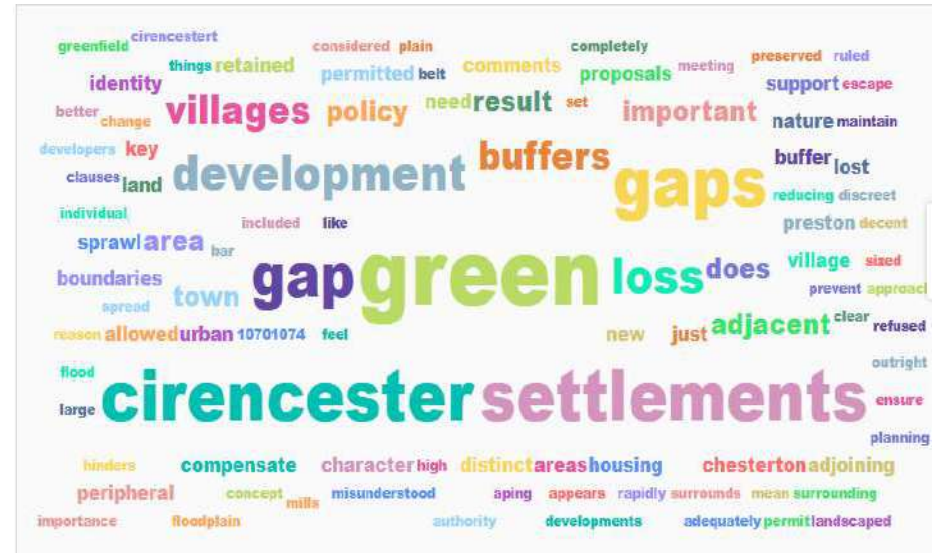 greenfield cirencestert considered plain completely preserved ruled
things retained permitted belt comments proposals meeting support escape
identity villages policy need result set important nature maintain
better change
developers key development buffers gaps buffer lost
clauses land reducing discreet
individual included like preston decent
sprawl area bar
boundaries gap green loss does village sized
spread town prevent approach
reason allowed urban 10701074 feel new just adjacent clear refused
flood outright
large cirencester settlements ensure
planning
hinders compensate character high distinct areas housing chesterton adjoining
peripheral concept mills misunderstood aping appears rapidly surrounds mean surrounding
importance floodplain authority developments adequately permit landscaped